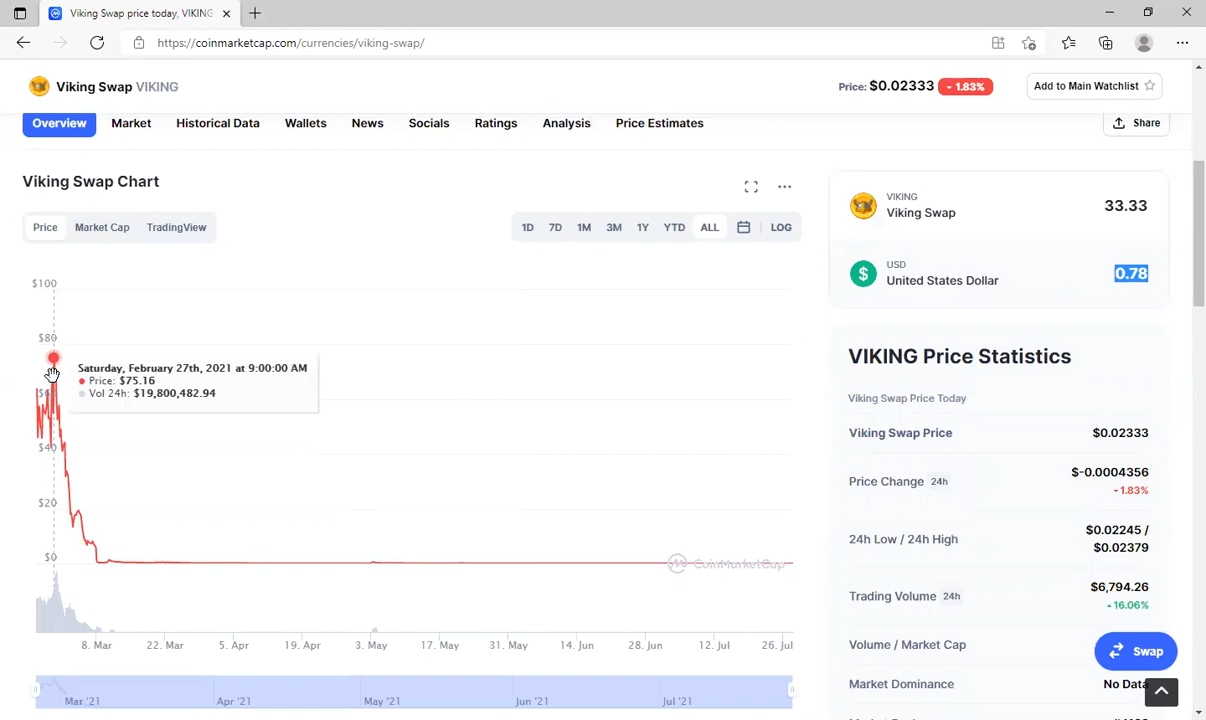 Viking Swap price today, VIKING
https://coinmarketcap.com/currencies/viking-swap/
Viking Swap VIKING
Price: $0.02333 1.83%
Add to Main Watchlist
Overview Market Historical Data Wallets News Socials Ratings Analysis Price Estimates
Share
Viking Swap Chart
Price Market Cap TradingView
1D 7D 1M 3M 1Y YTD ALL LOG
$100
$80
$40
$20
$0
Saturday, February 27th, 2021 at 9:00:00 AM
Price: $75.16
Vol 24h: $19,800,482.94
CoinMarketCap
8. Mar 22. Mar 5. Apr 19. Apr 3. May 17. May 31. May 14. Jun 28. Jun 12. Jul 26. Jul
Mar '21 Apr '21 May '21 Jun '21 Jul '21
VIKING
Viking Swap
33.33
USD
United States Dollar
0.78
VIKING Price Statistics
Viking Swap Price Today
Viking Swap Price $0.02333
Price Change 24h $-0.0004356
1.83%
24h Low / 24h High $0.02245 /
$0.02379
Trading Volume 24h $6,794.26
16.06%
Volume / Market Cap
Swap
Market Dominance No Data